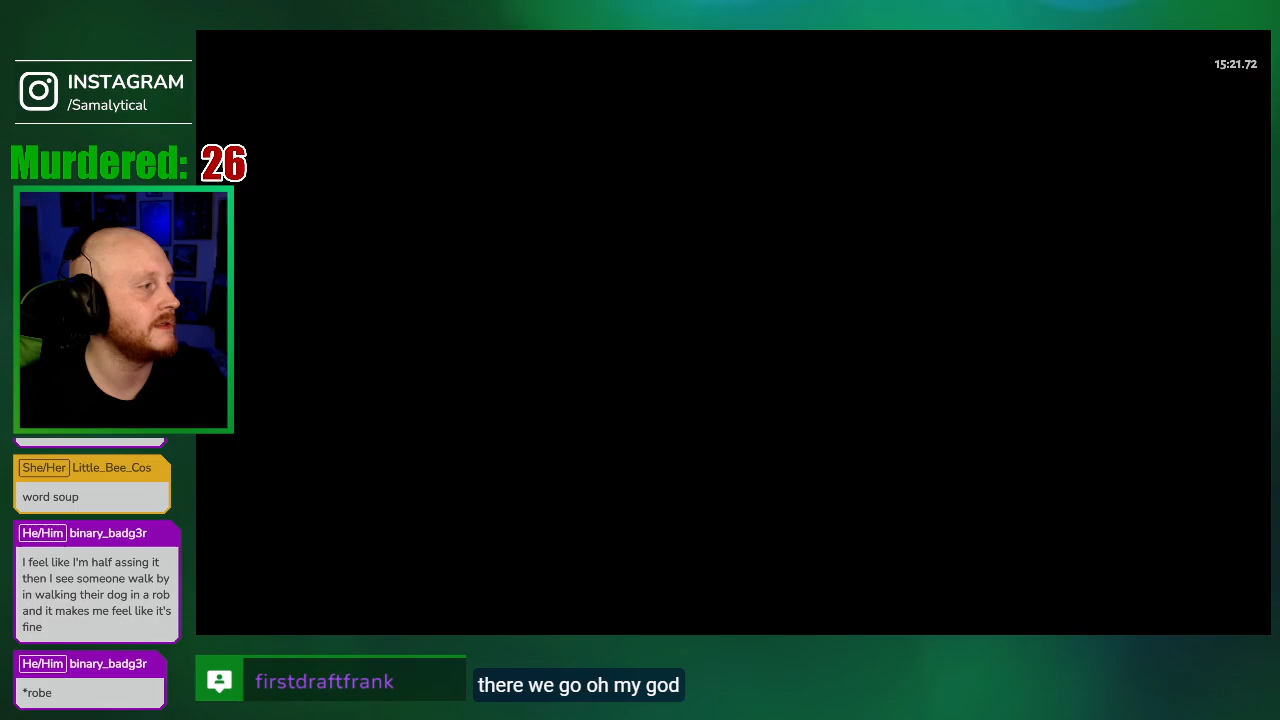 INSTAGRAM
/Samalytical
15:21.72
Murdered: 26
She/Her Little_Bee_Cos
word soup
He/Him binary_badg3r
I feel like I'm half assing it
then I see someone walk by
in walking their dog in a rob
and it makes me feel like it's
fine
He/Him binary_badg3r
*robe
firstdraftfrank
there we go oh my god